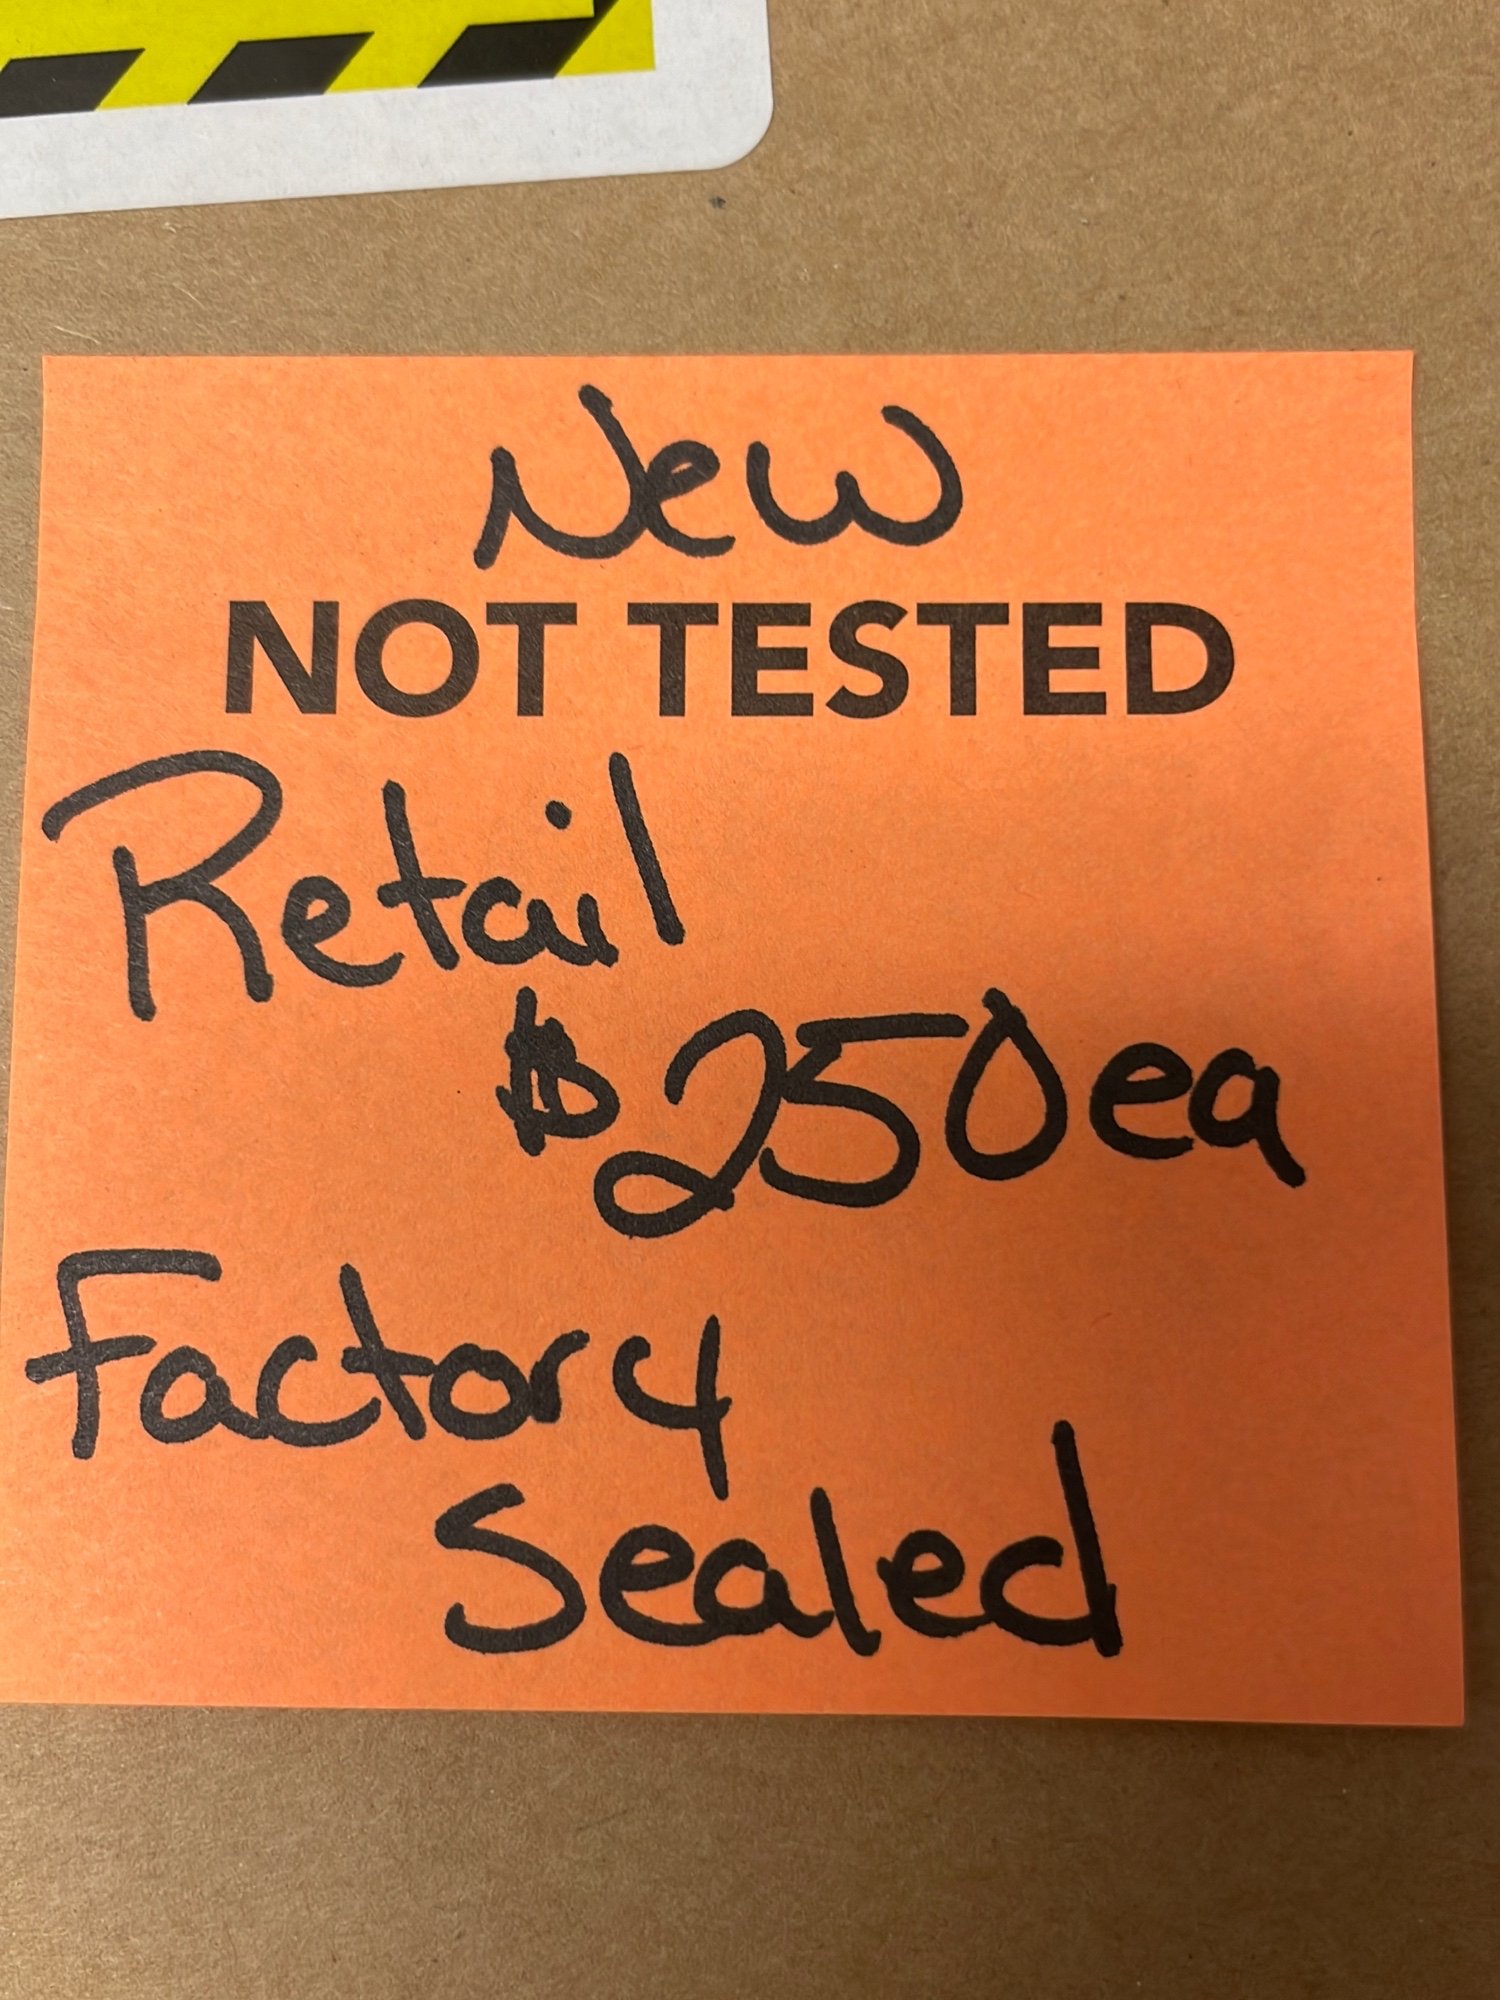 New
NOT TESTED
Retail
$250ea
Factory
Sealed